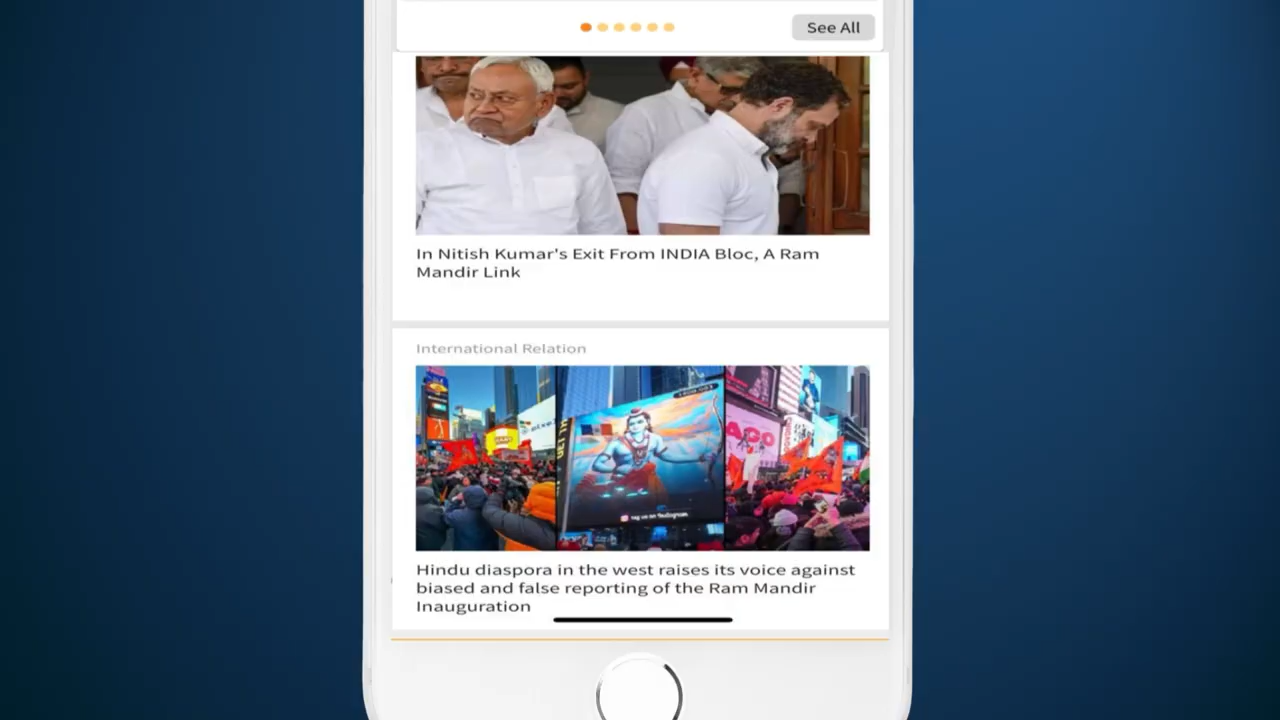 See All
In Nitish Kumar's Exit From INDIA Bloc, A Ram
Mandir Link
International Relation
Hindu diaspora in the west raises its voice against
biased and false reporting of the Ram Mandir
Inauguration